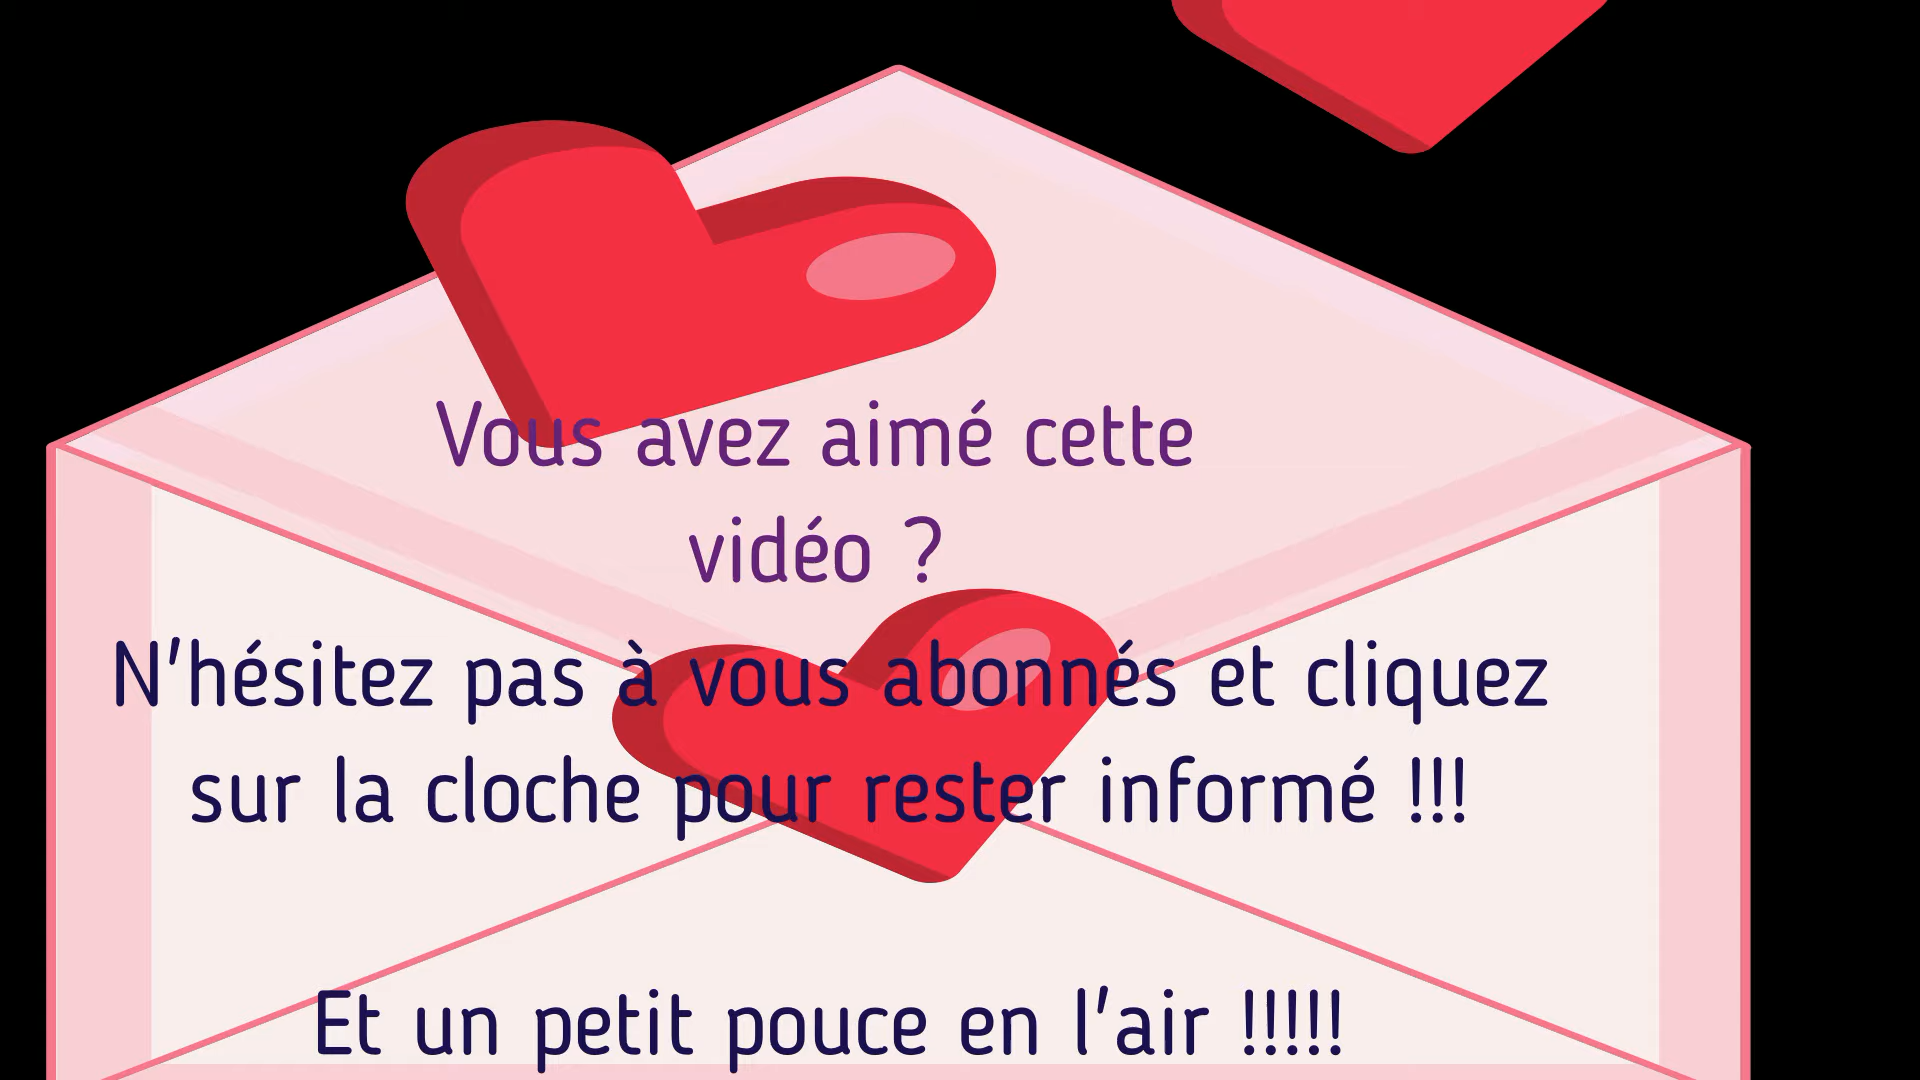 Vous avez aimé cette
vidéo ?
N'hésitez pas à vous abonnés et cliquez
sur la cloche pour rester informé !!!
Et un petit pouce en l'air !!!!!